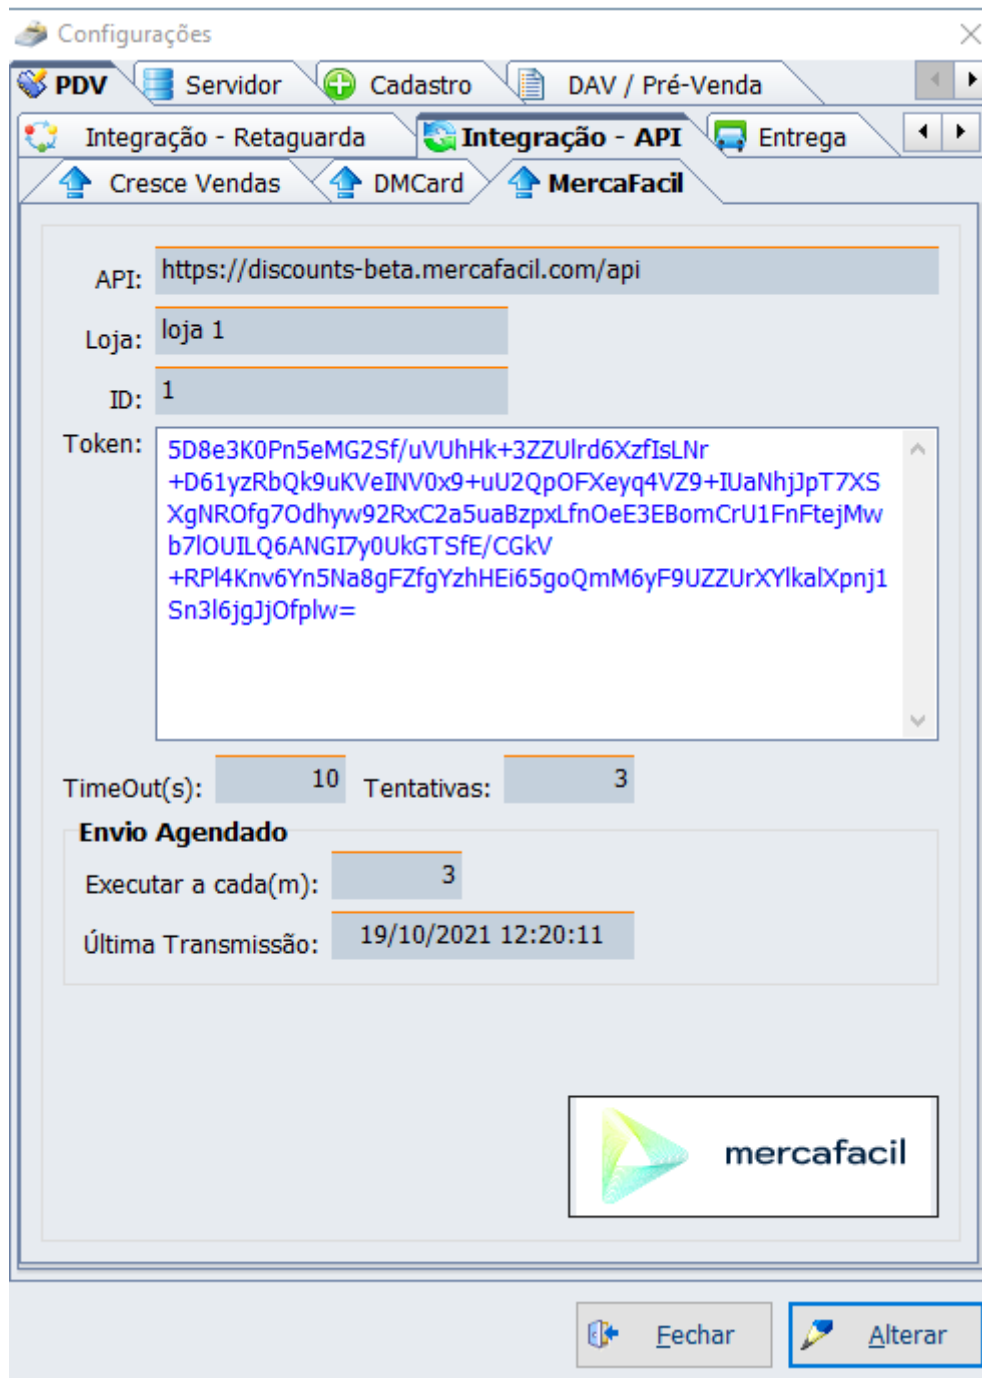 Configurações
PDV Servidor Cadastro DAV / Pré-Venda
Integração - Retaguarda Integração - API Entrega
Cresce Vendas DMCard MercaFacil
API: https://discounts-beta.mercafacil.com/api
Loja: loja 1
ID: 1
Token: 5D8e3K0Pn5eMG2Sf/uVUhHk+3ZZUlrd6XzfIsLNr
+D61yzRbQk9uKVeINV0x9+uU2QpOFXeyq4VZ9+IUaNhjJpT7XS
XgNROfg7Odhyw92RxC2a5uaBzpxLfnOeE3EBomCrU1FnFtejMw
b7lOUILQ6ANGI7y0UkGTSfE/CGkV
+RPl4Knv6Yn5Na8gFZfgYzhHEi65goQmM6yF9UZZUrXYlkalXpnj1
Sn3l6jgJjOfplw=
TimeOut(s): 10 Tentativas: 3
Envio Agendado
Executar a cada(m): 3
Última Transmissão: 19/10/2021 12:20:11
mercafacil
Fechar Alterar